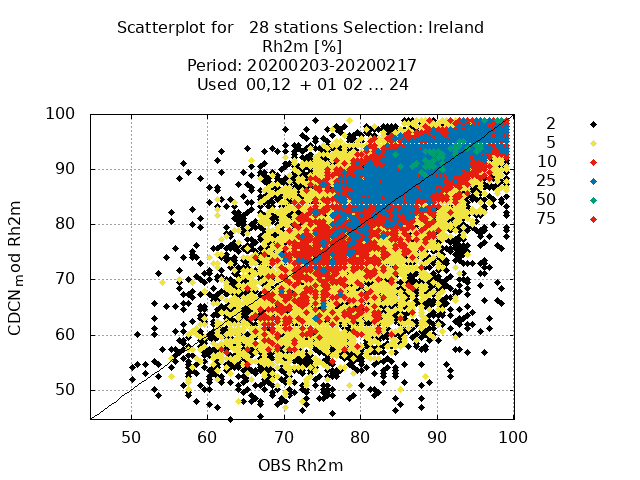 Scatterplot for   28 stations Selection: Ireland
Rh2m [%]
Period: 20200203-20200217
Used  00,12  + 01 02 ... 24
100
90
80
70
60
50
CDCN_mod Rh2m
50 60 70 80 90 100
OBS Rh2m
2
5
10
25
50
75